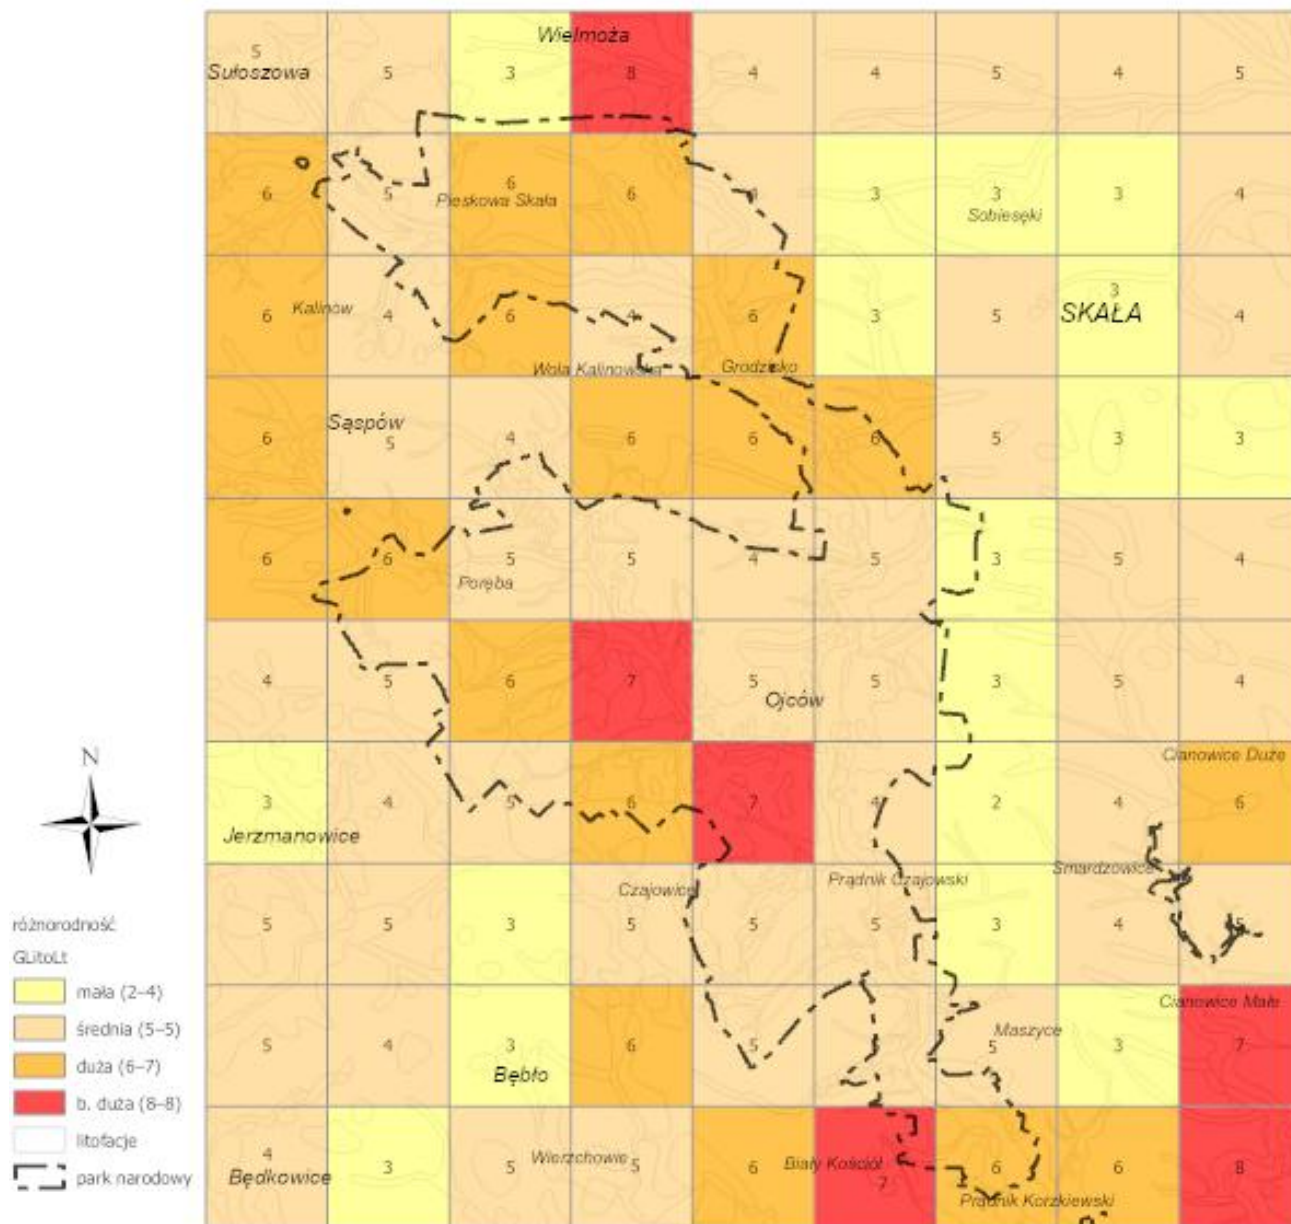 Wielmoża
5
Sułoszowa
5
3
8
4
4
5
4
5
6
5
6
Pieskowa Skała
6
4
3
3
Sobiesęki
3
4
6
Kalinów
4
6
4
6
3
5
3
SKAŁA
4
Wola Kalinowska
Grodzisko
6
Sąspów
5
4
6
6
6
5
3
3
6
6
5
5
4
5
3
5
4
Poręba
4
5
6
7
5
5
3
5
4
Ojców
N
Cianowice Duże
3
4
5
6
7
4
2
4
6
Jerzmanowice
Smardzowice
Czajowice
Prądnik Czajowski
5
5
3
5
5
5
3
4
5
różnorodność
GLitoLt
mała (2–4)
średnia (5–5)
duża (6–7)
b. duża (8–8)
litofacje
park narodowy
Cianowice Małe
Maszyce
5
4
3
6
5
5
3
7
Bębło
4
Będkowice
3
5
Wierzchowie
5
6
Biały Kościół
7
6
6
8
Prądnik Korzkiewski